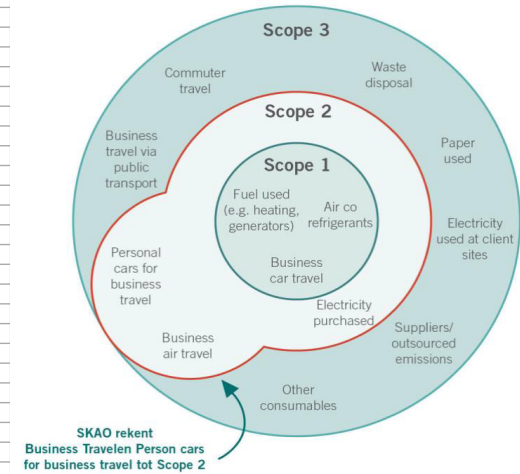 Scope 3
Commuter
travel
Waste
disposal
Scope 2
Business
travel via
public
transport
Paper
used
Scope 1
Fuel used
(e.g. heating,
generators)
Air co
refrigerants
Electricity
used at client
sites
Business
car travel
Personal
cars for
business
travel
Electricity
purchased
Business
air travel
Suppliers/
outsourced
emissions
Other
consumables
SKAO rekent
Business Travelen Person cars
for business travel tot Scope 2